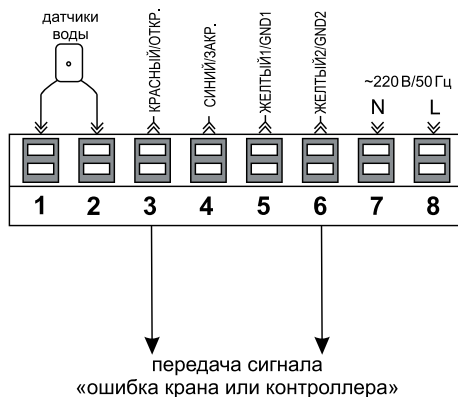 датчики
воды
КРАСНЫЙ/ОТКР.
СИНИЙ/ЗАКР.
ЖЕЛТЫЙ1/GND1
ЖЕЛТЫЙ2/GND2
~220 В/50 Гц
N L
1 2 3 4 5 6 7 8
передача сигнала
«ошибка крана или контроллера»